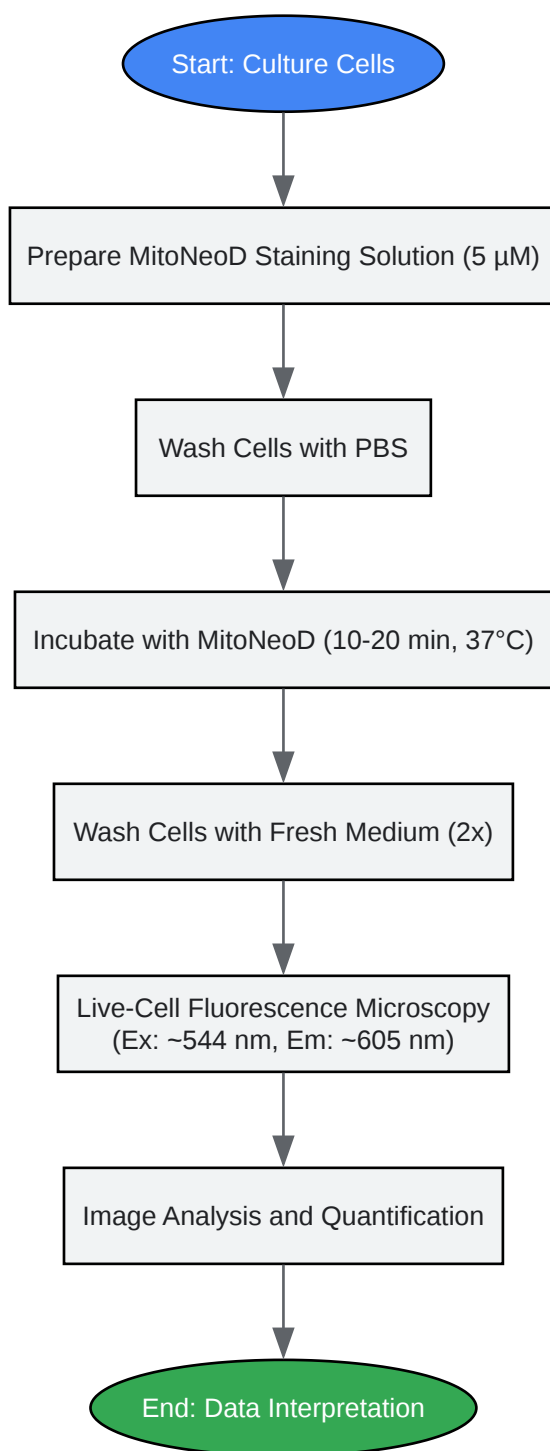 Start: Culture Cells
Prepare MitoNeoD Staining Solution (5 µM)
Wash Cells with PBS
Incubate with MitoNeoD (10-20 min, 37°C)
Wash Cells with Fresh Medium (2x)
Live-Cell Fluorescence Microscopy
(Ex: ~544 nm, Em: ~605 nm)
Image Analysis and Quantification
End: Data Interpretation